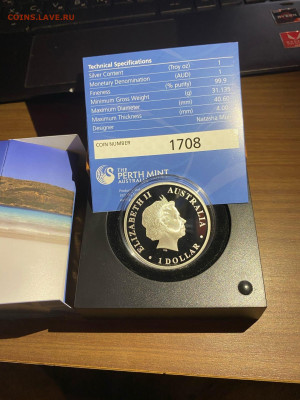 COINS.LAVE.RU
Technical Specifications
Silver Content (Troy oz) 1
Monetary Denomination (AUD) 1
Fineness (% purity) 99.9
Minimum Gross Weight (g) 31.135
Maximum Diameter (mm) 40.60
Maximum Thickness (mm) 4.00
Designer Natasha
COIN NUMBER 1708
THE
PERTH MINT
AUSTRALIA
ELIZABETH II AUSTRALIA
1 DOLLAR